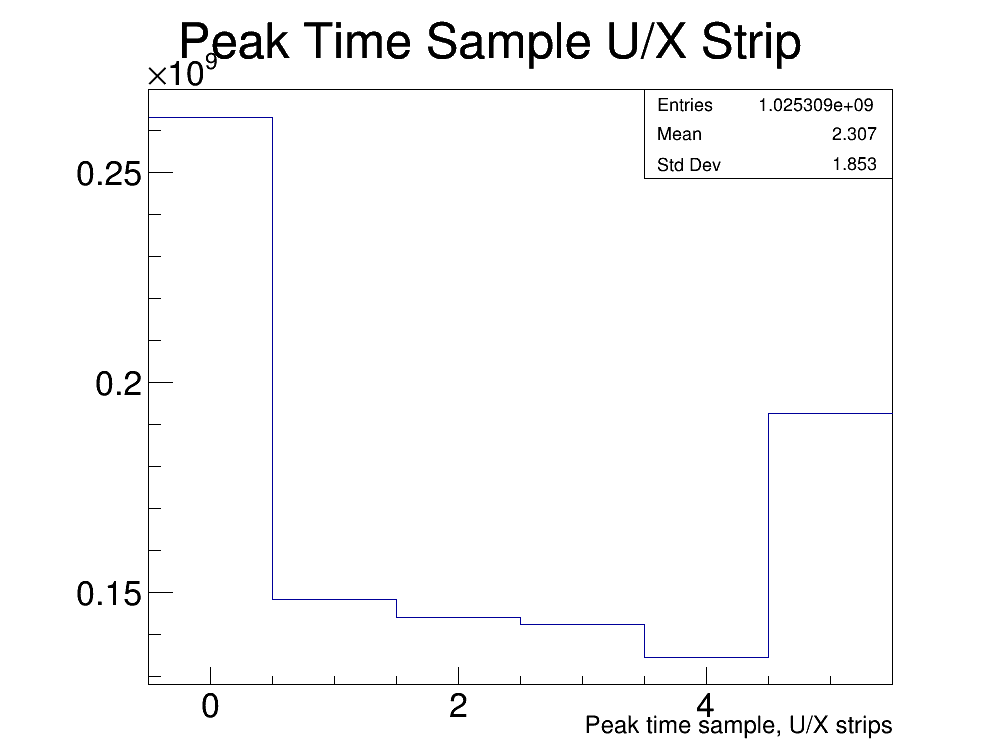 Peak Time Sample U/X Strip
×10⁹
Entries 1.025309e+09
Mean 2.307
Std Dev 1.853
0.25
0.2
0.15
0 2 4
Peak time sample, U/X strips